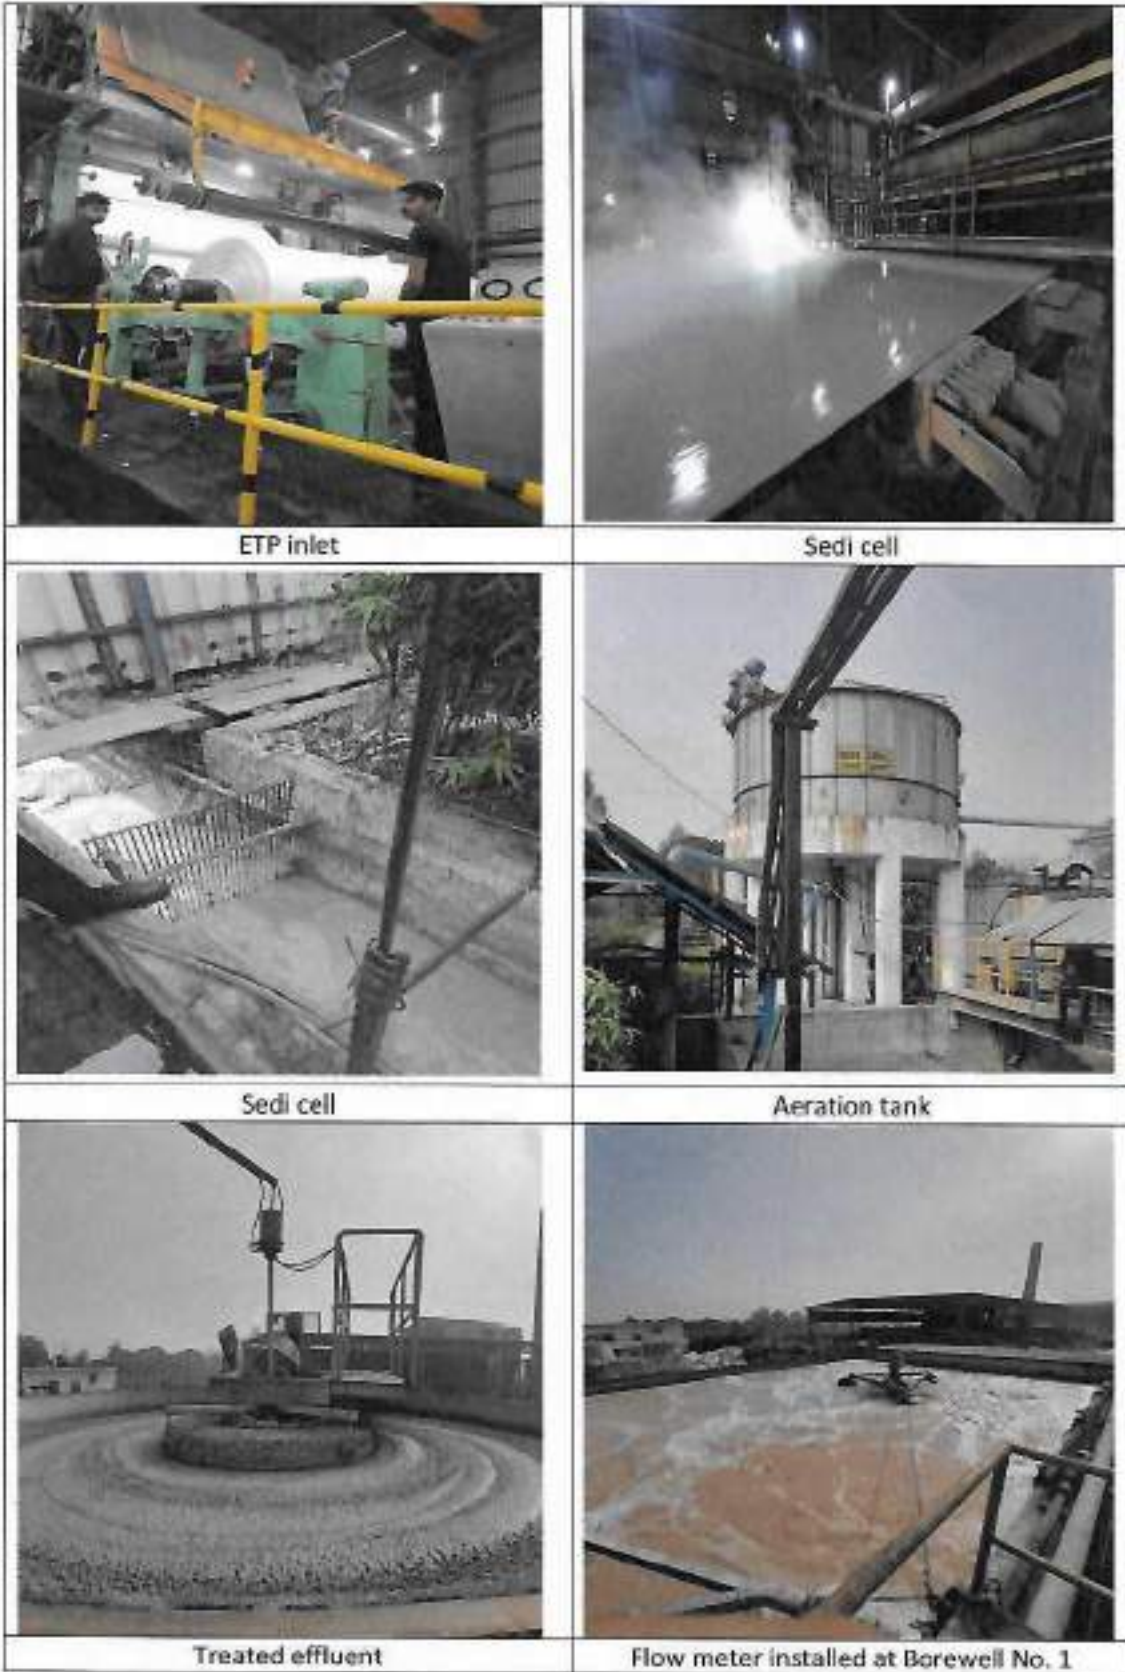 ETP inlet
Sedi cell
Sedi cell
Aeration tank
Treated effluent
Flow meter installed at Borewell No. 1